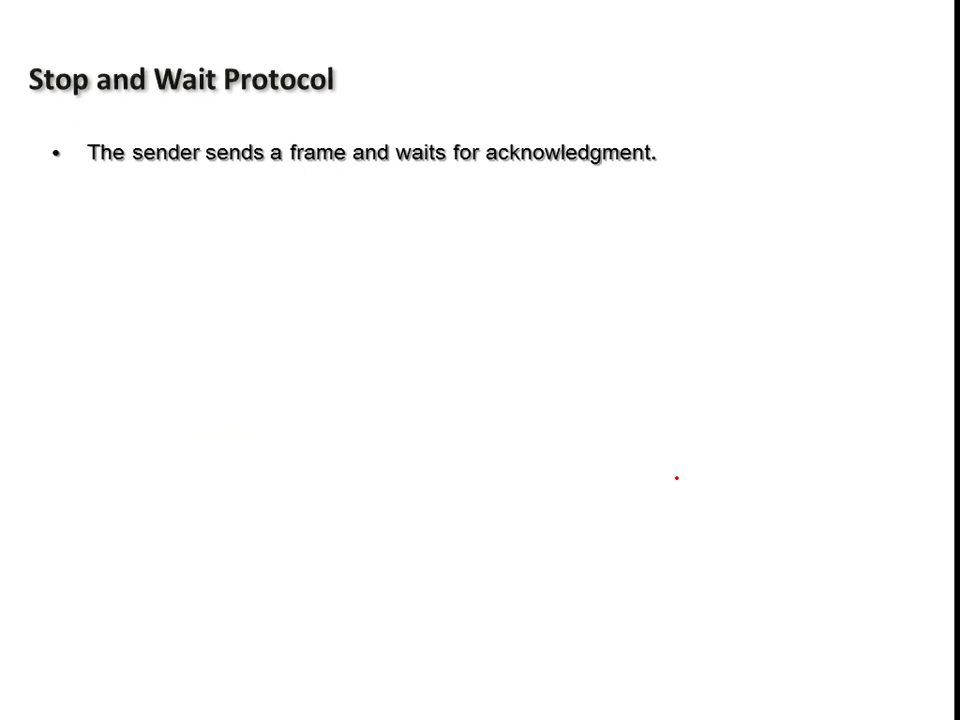 Stop and Wait Protocol
• The sender sends a frame and waits for acknowledgment.